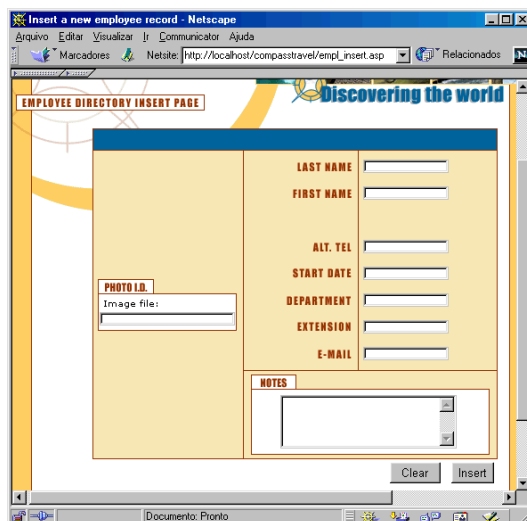 Insert a new employee record - Netscape
Arquivo Editar Visualizar Ir Communicator Ajuda
Marcadores Netsite: http://localhost/compasstravel/empl_insert.asp Relacionados N
Discovering the world
EMPLOYEE DIRECTORY INSERT PAGE
LAST NAME
FIRST NAME
ALT. TEL
START DATE
PHOTO I.D.
Image file:
DEPARTMENT
EXTENSION
E-MAIL
NOTES
Clear Insert
Documento: Pronto